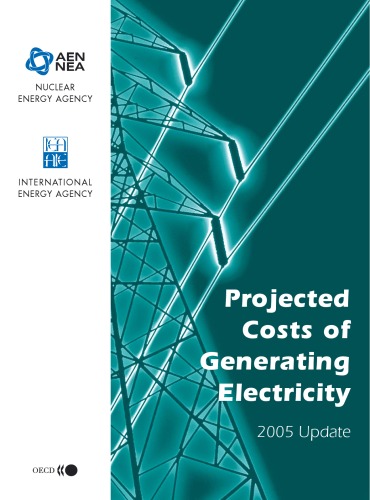 AEN
NEA
NUCLEAR
ENERGY AGENCY
IEA
AIE
INTERNATIONAL
ENERGY AGENCY
Projected
Costs of
Generating
Electricity
2005 Update
OECD